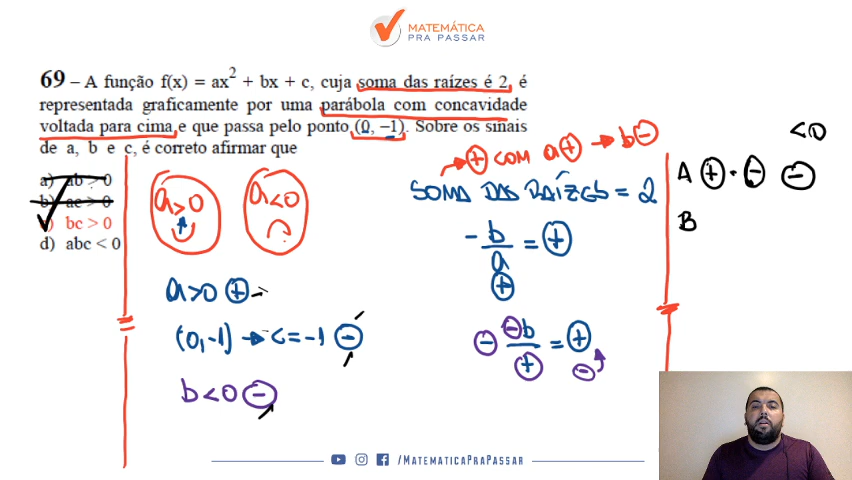 MATEMÁTICA
PRA PASSAR
69 – A função f(x) = ax² + bx + c, cuja soma das raízes é 2, é
representada graficamente por uma parábola com concavidade
voltada para cima, e que passa pelo ponto (0, −1). Sobre os sinais
de a, b e c, é correto afirmar que
a) ab > 0
b) ac > 0
c) bc > 0
d) abc < 0
a>0
a<0
a>0 +
(0,-1) → c = -1 −
b<0 −
→ + COM a + → b −
SOMA DAS RAÍZES = 2
- b/a = +
+
− −b/+ = +
−
<0
A + · − −
B
/MATEMATICAPRAPASSAR